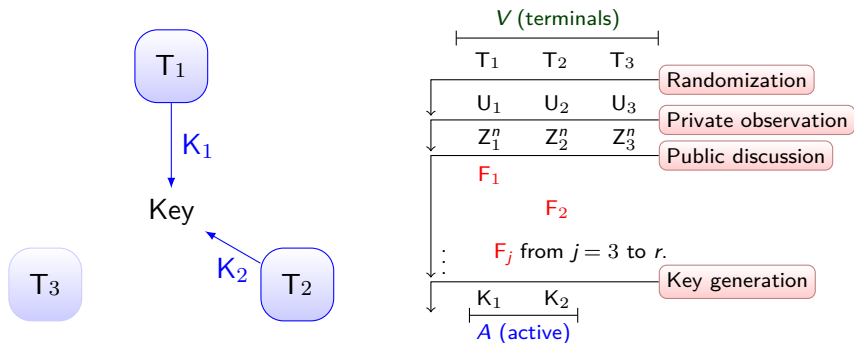 T₁
K₁
Key
K₂
T₃
T₂
V (terminals)
T₁ T₂ T₃
Randomization
U₁ U₂ U₃
Private observation
Z₁ⁿ Z₂ⁿ Z₃ⁿ
Public discussion
F₁
F₂
⋮ Fⱼ from j = 3 to r.
Key generation
K₁ K₂
A (active)